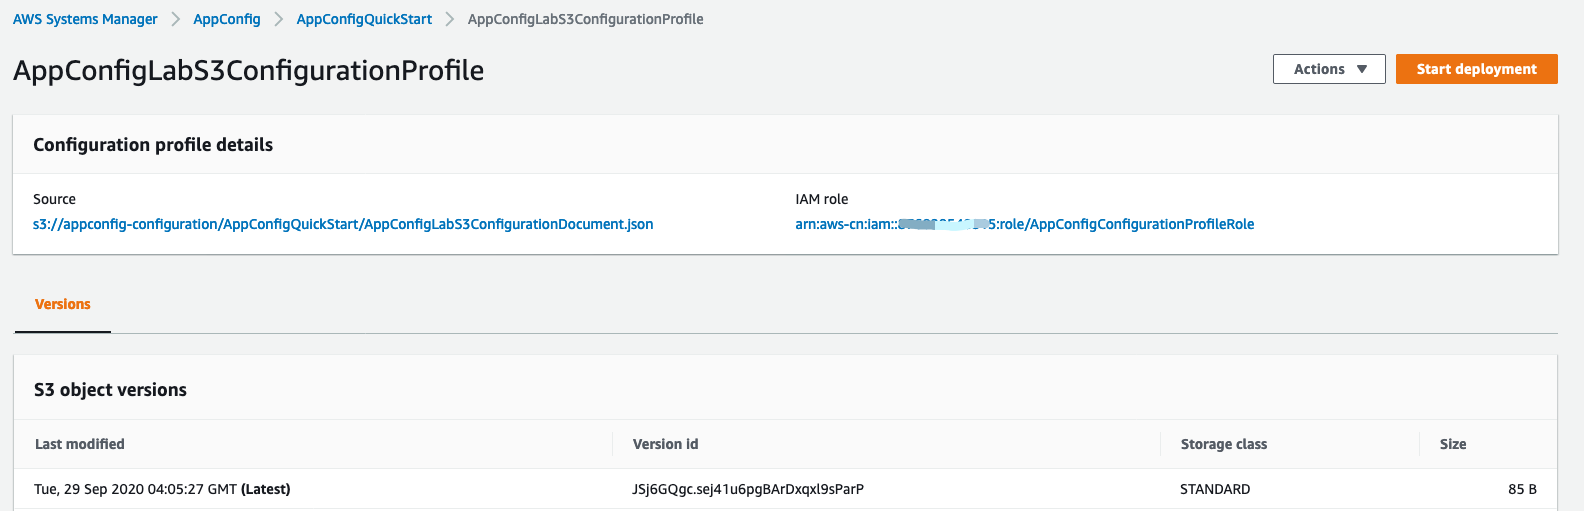 AWS Systems Manager > AppConfig > AppConfigQuickStart > AppConfigLabS3ConfigurationProfile
AppConfigLabS3ConfigurationProfile
Actions ▼
Start deployment
Configuration profile details
Source
s3://appconfig-configuration/AppConfigQuickStart/AppConfigLabS3ConfigurationDocument.json
IAM role
arn:aws-cn:iam:: 5:role/AppConfigConfigurationProfileRole
Versions
S3 object versions
Last modified Version id Storage class Size
Tue, 29 Sep 2020 04:05:27 GMT (Latest) JSj6GQgc.sej41u6pgBArDxqxl9sParP STANDARD 85 B